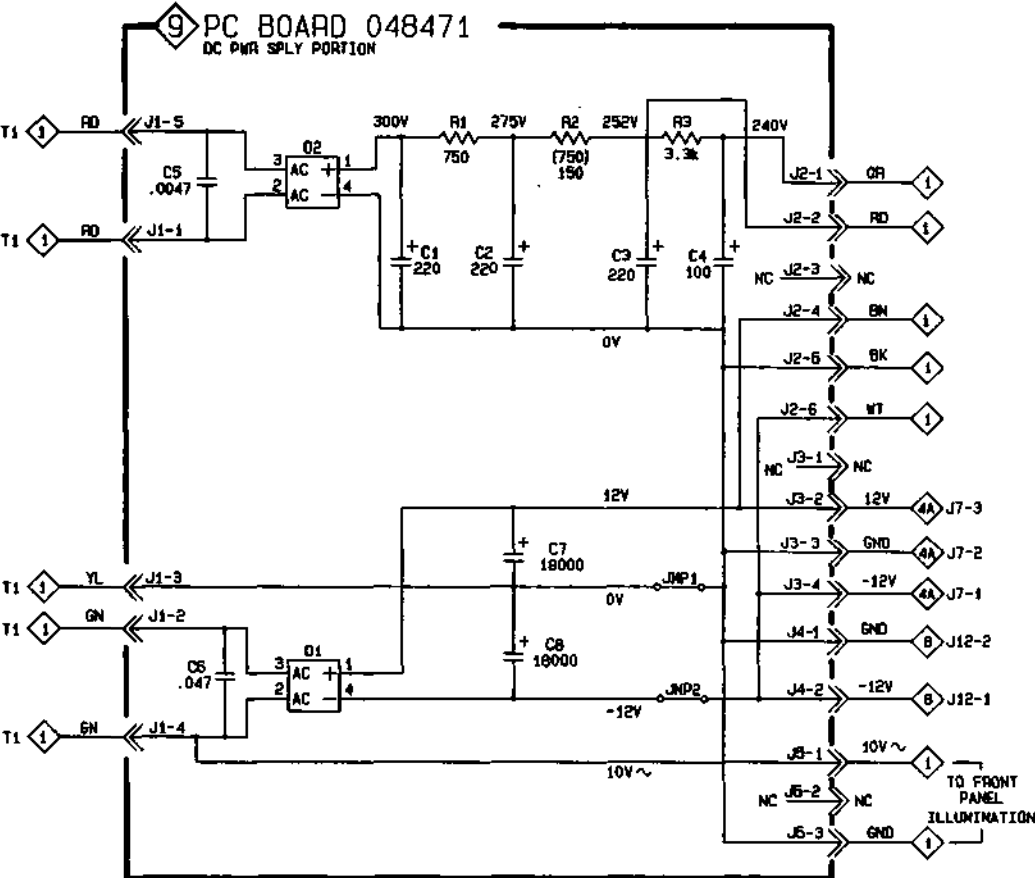 9 PC BOARD 048471
DC PWR SPLY PORTION
T1 1 RD J1-5
300V R1 275V R2 252V R3 240V
750 (750) 3.3k
150
C5
.0047
D2
3 AC + 1
2 AC - 4
J2-1 OR 1
T1 1 RD J1-1
J2-2 RD 1
C1
220
C2
220
C3
220
C4
100
NC J2-3 NC
J2-4 BN 1
0V
J2-5 BK 1
J2-6 WT 1
NC J3-1 NC
12V
J3-2 12V 4A J7-3
C7
18000
J3-3 GND 4A J7-2
T1 1 YL J1-3
0V JMP1
J3-4 -12V 4A J7-1
T1 1 GN J1-2
C8
18000
J4-1 GND 8 J12-2
C6
.047
D1
3 AC + 1
2 AC - 4
-12V JMP2
J4-2 -12V 8 J12-1
T1 1 GN J1-4
10V~
J5-1 10V~ 1
NC J5-2 NC
TO FRONT
PANEL
ILLUMINATION
J5-3 GND 1